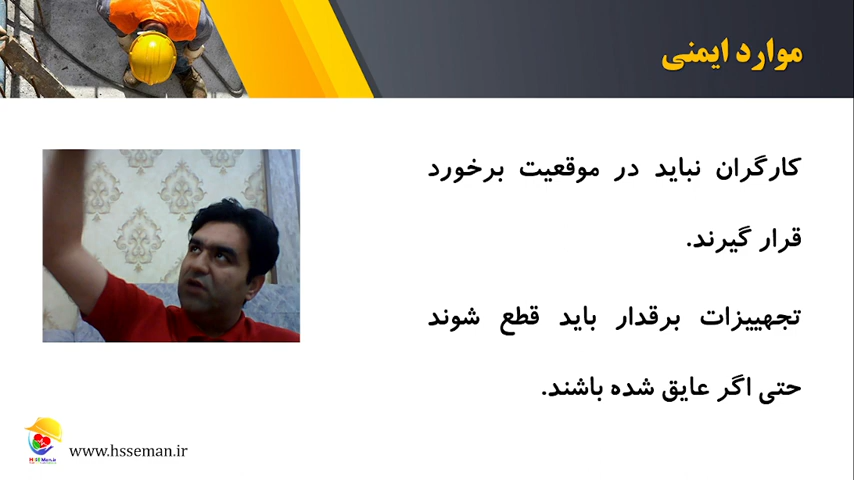 موارد ایمنی
کارگران نباید در موقعیت برخورد
قرار گیرند.
تجهییزات برقدار باید قطع شوند
حتی اگر عایق شده باشند.
www.hsseman.ir